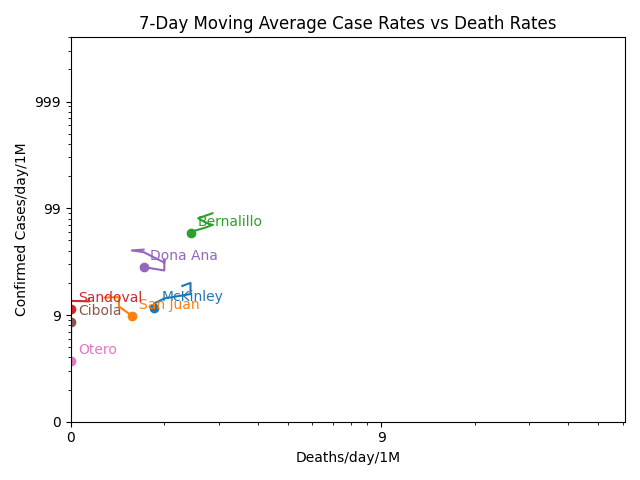 7-Day Moving Average Case Rates vs Death Rates
999
99
9
0
Confirmed Cases/day/1M
Bernalillo
Dona Ana
McKinley
Sandoval
San Juan
Cibola
Otero
0
9
Deaths/day/1M